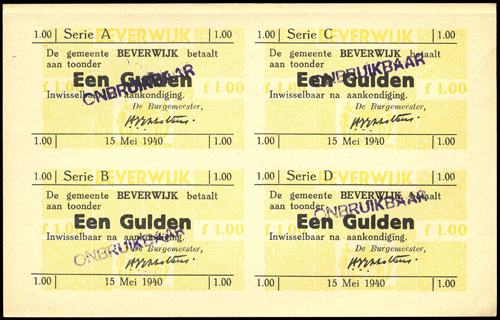 1.00 Serie A BEVERWIJK 1.00
De gemeente BEVERWIJK betaalt
aan toonder
Een Gulden
f 1.00
ONBRUIKBAAR
Inwisselbaar na aankondiging.
De Burgemeester,
1.00 15 Mei 1940 1.00
1.00 Serie C BEVERWIJK 1.00
De gemeente BEVERWIJK betaalt
aan toonder
Een Gulden
f 1.00
ONBRUIKBAAR
Inwisselbaar na aankondiging.
De Burgemeester,
1.00 15 Mei 1940 1.00
1.00 Serie B BEVERWIJK 1.00
De gemeente BEVERWIJK betaalt
aan toonder
Een Gulden
f 1.00
ONBRUIKBAAR
Inwisselbaar na aankondiging.
De Burgemeester,
1.00 15 Mei 1940 1.00
1.00 Serie D BEVERWIJK 1.00
De gemeente BEVERWIJK betaalt
aan toonder
ONBRUIKBAAR
Een Gulden
f 1.00
Inwisselbaar na aankondiging.
De Burgemeester,
1.00 15 Mei 1940 1.00